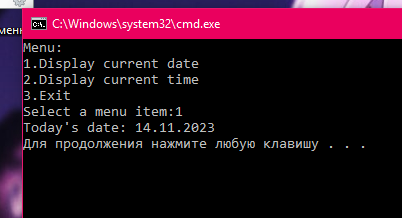 C:\Windows\system32\cmd.exe
мен
Menu:
1.Display current date
2.Display current time
3.Exit
Select a menu item:1
Today's date: 14.11.2023
Для продолжения нажмите любую клавишу . . .